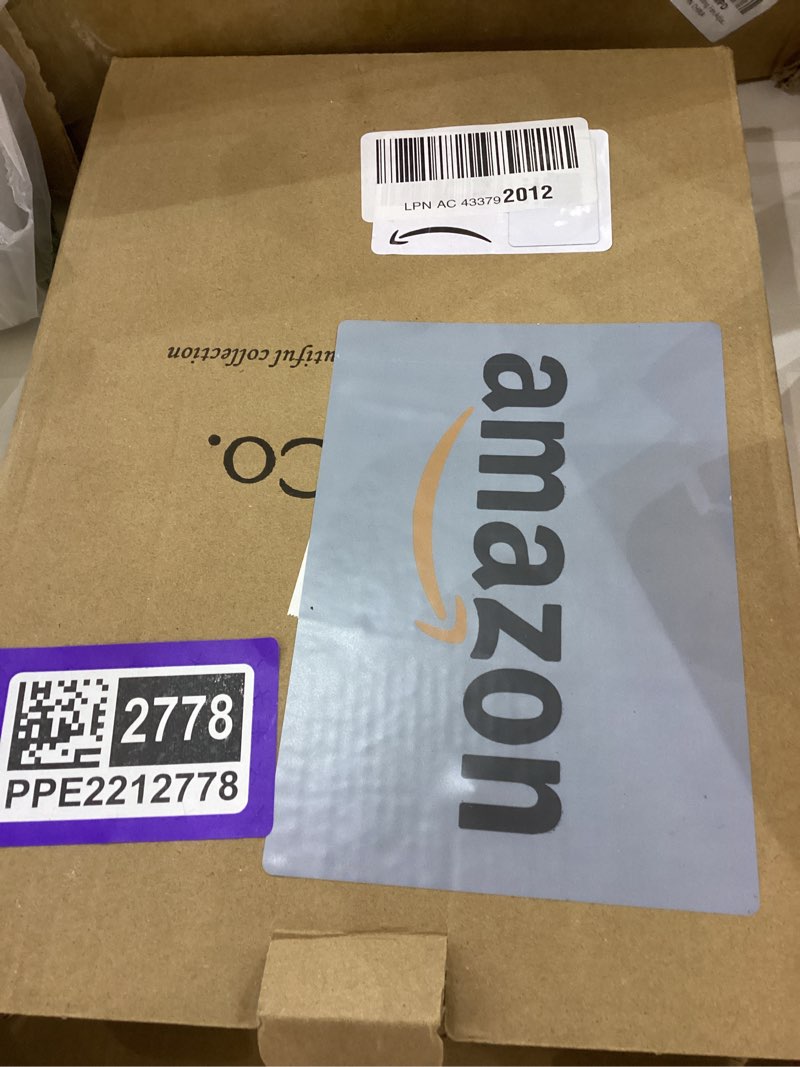 LPN AC 433792012
utiful collection
Co.
amazon
2778
PPE2212778